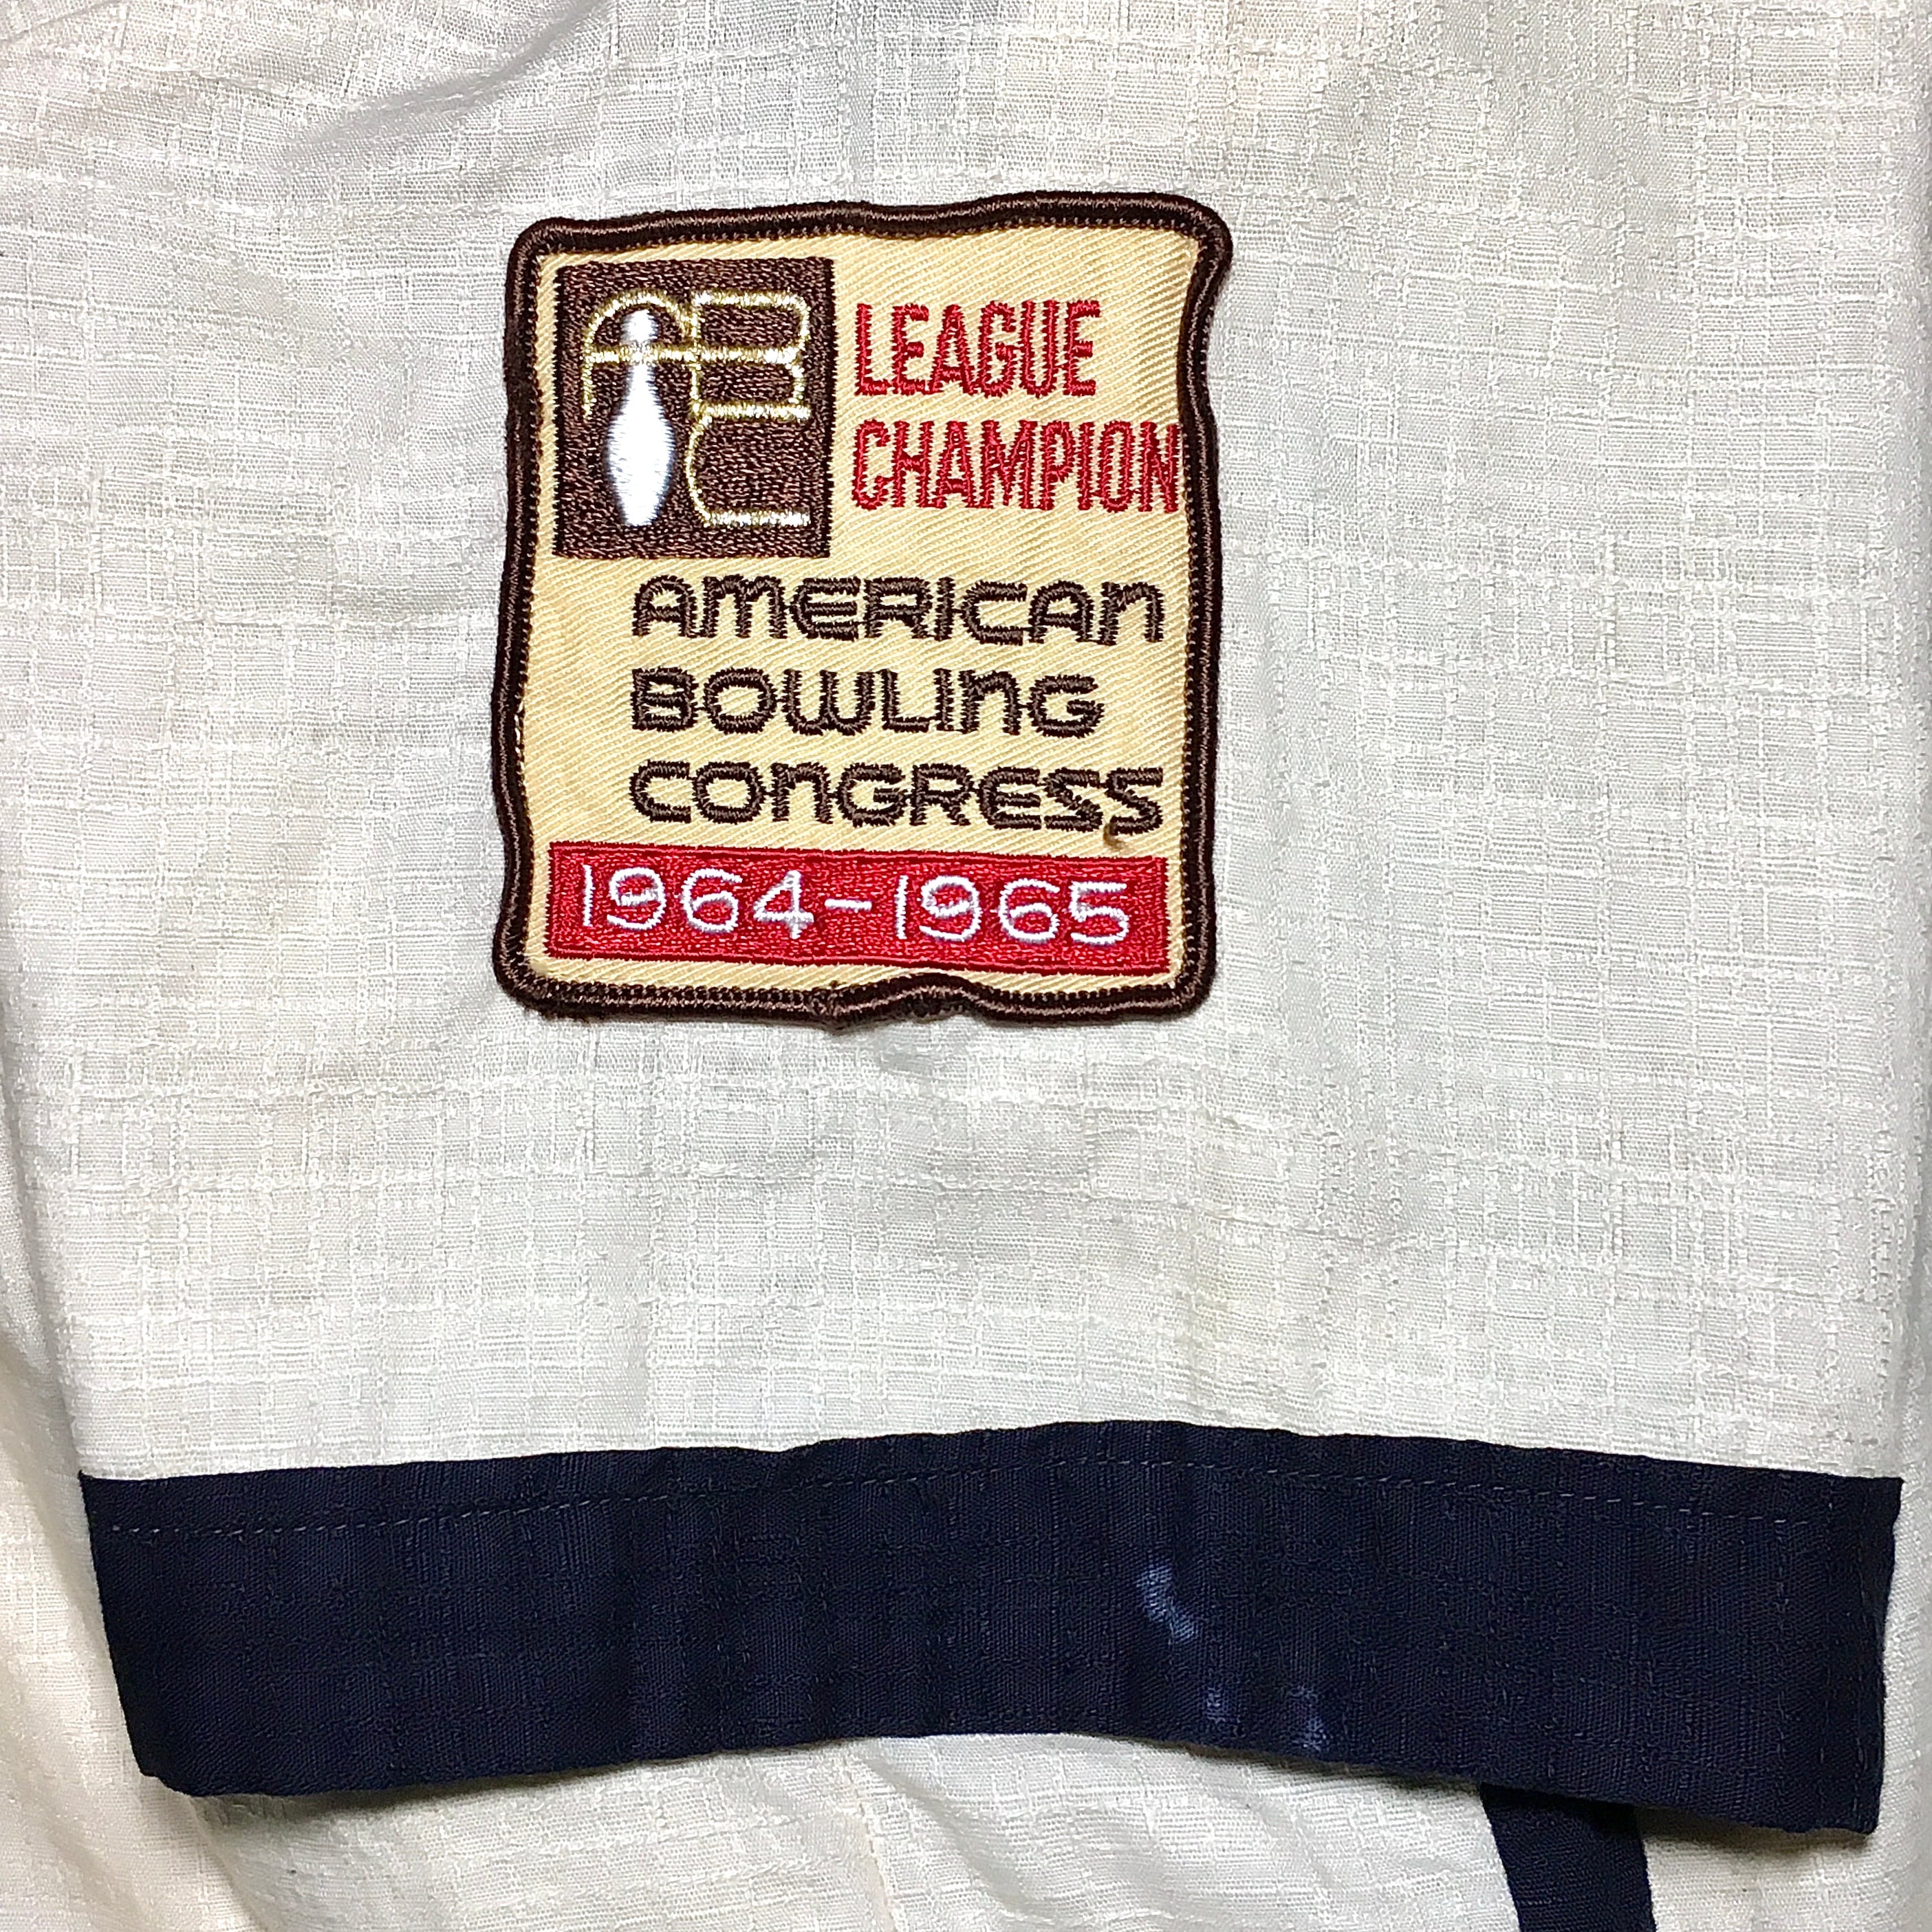 ABC
LEAGUE
CHAMPION
AMERICAN
BOWLING
CONGRESS
1964-1965